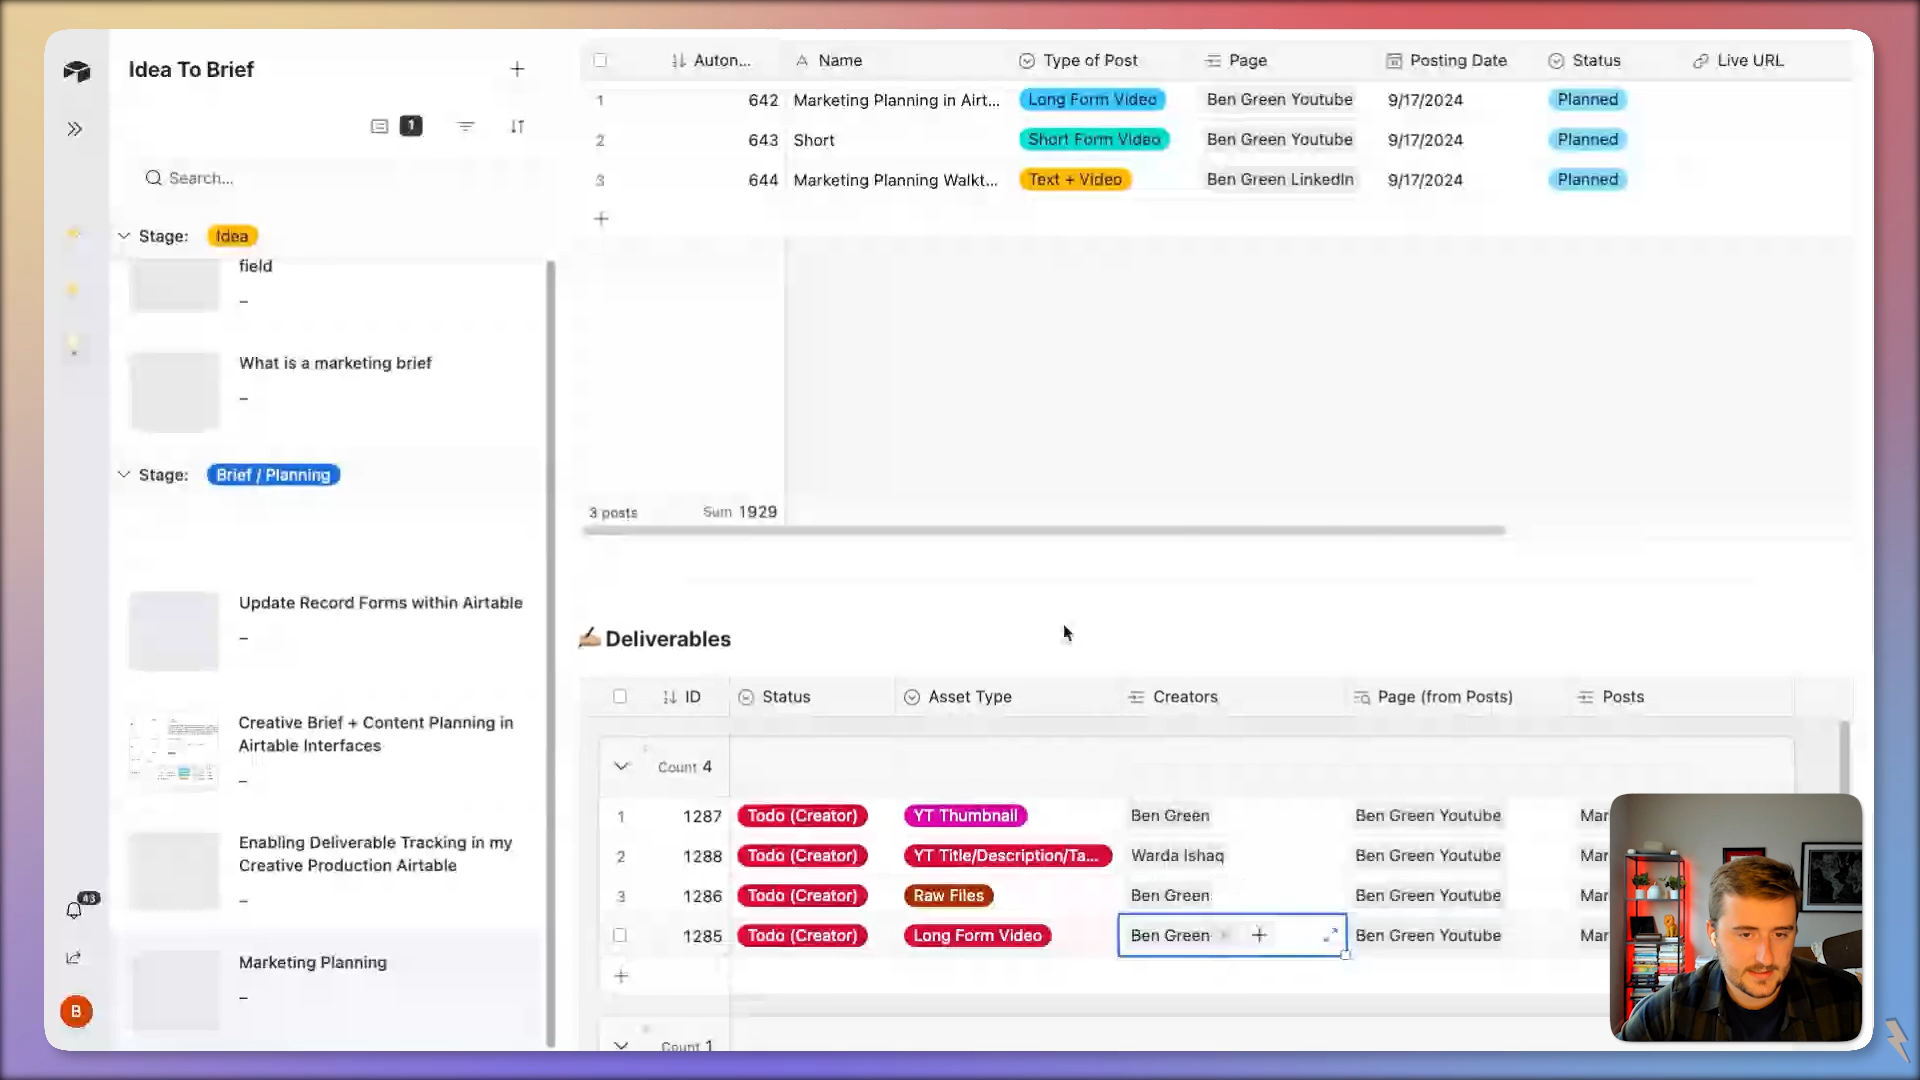 Idea To Brief
1
Search...
Stage: Idea
field
–
What is a marketing brief
–
Stage: Brief / Planning
Update Record Forms within Airtable
–
Creative Brief + Content Planning in
Airtable Interfaces
–
Enabling Deliverable Tracking in my
Creative Production Airtable
–
Marketing Planning
–
43
B
Auton... Name Type of Post Page Posting Date Status Live URL
1 642 Marketing Planning in Airt... Long Form Video Ben Green Youtube 9/17/2024 Planned
2 643 Short Short Form Video Ben Green Youtube 9/17/2024 Planned
3 644 Marketing Planning Walkt... Text + Video Ben Green LinkedIn 9/17/2024 Planned
3 posts Sum 1929
Deliverables
ID Status Asset Type Creators Page (from Posts) Posts
Count 4
1 1287 Todo (Creator) YT Thumbnail Ben Green Ben Green Youtube Mar
2 1288 Todo (Creator) YT Title/Description/Ta... Warda Ishaq Ben Green Youtube Mar
3 1286 Todo (Creator) Raw Files Ben Green Ben Green Youtube Mar
1285 Todo (Creator) Long Form Video Ben Green Ben Green Youtube Mar
Count 1